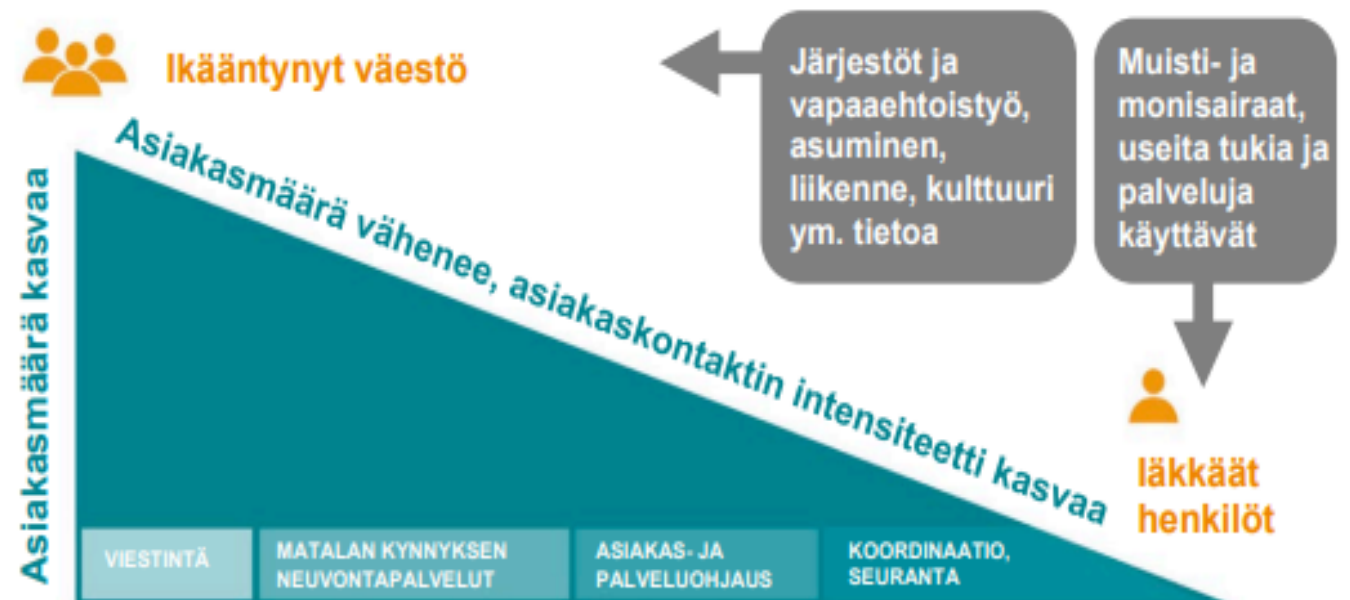 Ikääntynyt väestö
Järjestöt ja
vapaaehtoistyö,
asuminen,
liikenne, kulttuuri
ym. tietoa
Muisti- ja
monisairaat,
useita tukia ja
palveluja
käyttävät
Asiakasmäärä kasvaa
Asiakasmäärä vähenee, asiakaskontaktin intensiteetti kasvaa
Iäkkäät
henkilöt
VIESTINTÄ
MATALAN KYNNYKSEN
NEUVONTAPALVELUT
ASIAKAS- JA
PALVELUOHJAUS
KOORDINAATIO,
SEURANTA